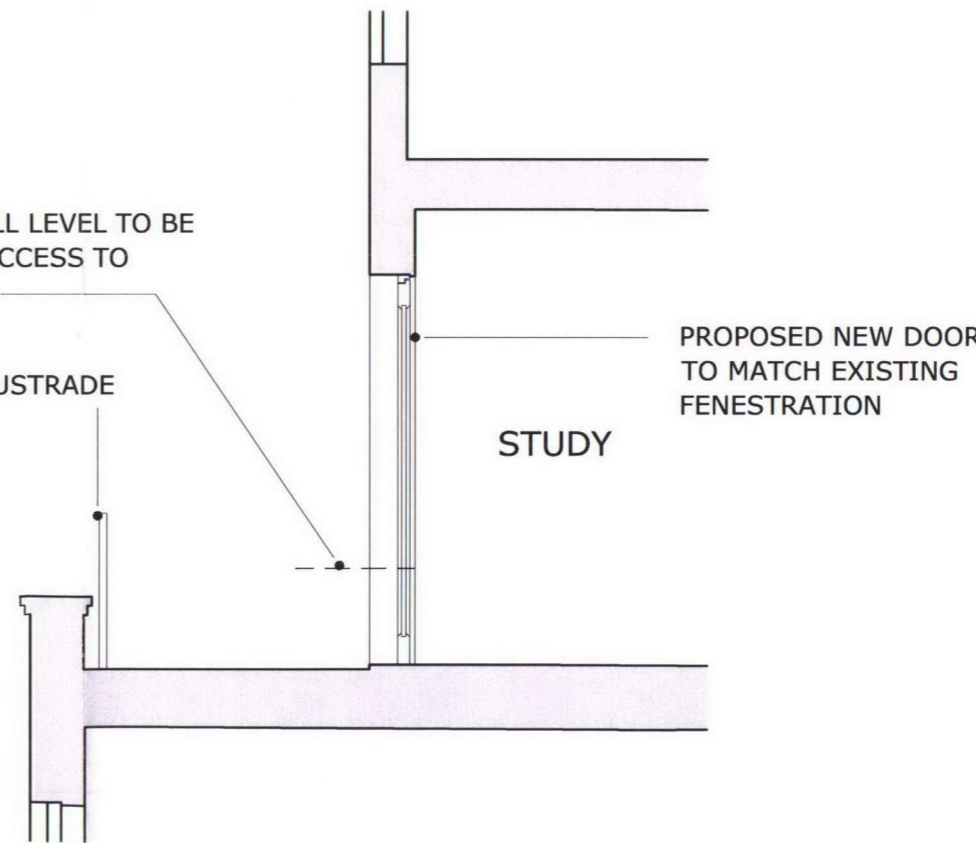 LL LEVEL TO BE
CCESS TO
USTRADE
PROPOSED NEW DOOR
TO MATCH EXISTING
FENESTRATION
STUDY